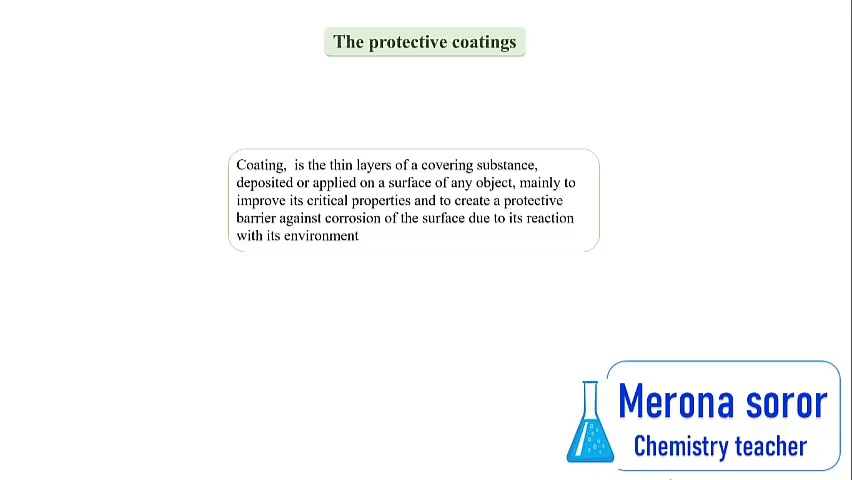 The protective coatings
Coating,  is the thin layers of a covering substance,
deposited or applied on a surface of any object, mainly to
improve its critical properties and to create a protective
barrier against corrosion of the surface due to its reaction
with its environment
Merona soror
Chemistry teacher